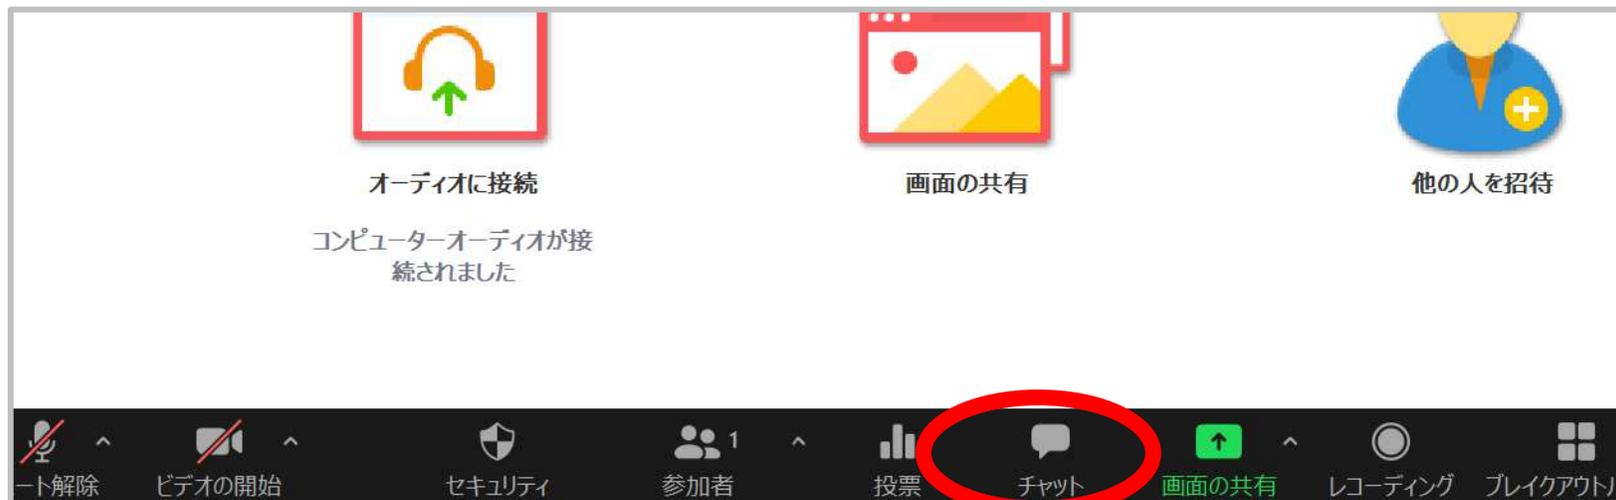 オーディオに接続
画面の共有
他の人を招待
コンピューターオーディオが接
続されました
1
ート解除
ビデオの開始
セキュリティ
参加者
投票
チャット
画面の共有
レコーディング
ブレイクアウトル